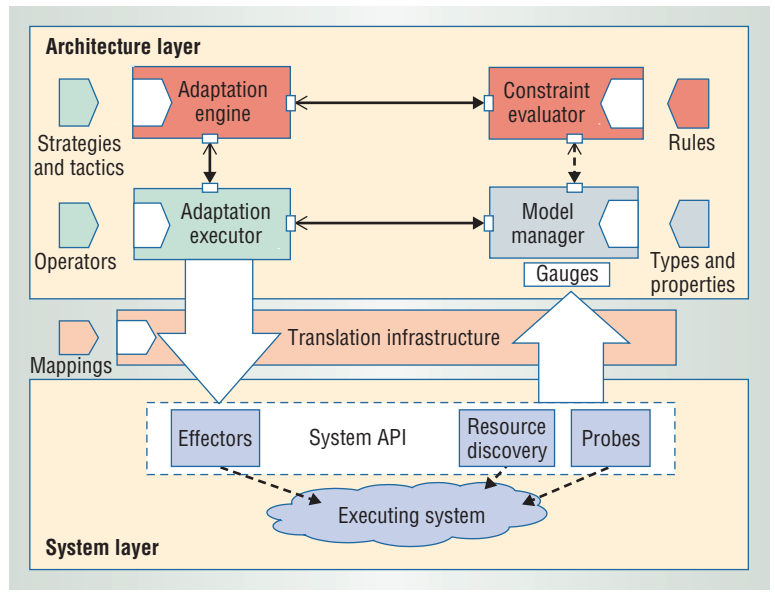 Architecture layer
Adaptation
engine
Constraint
evaluator
Strategies
and tactics
Rules
Adaptation
executor
Model
manager
Operators
Gauges
Types and
properties
Translation infrastructure
Mappings
Effectors
System API
Resource
discovery
Probes
Executing system
System layer